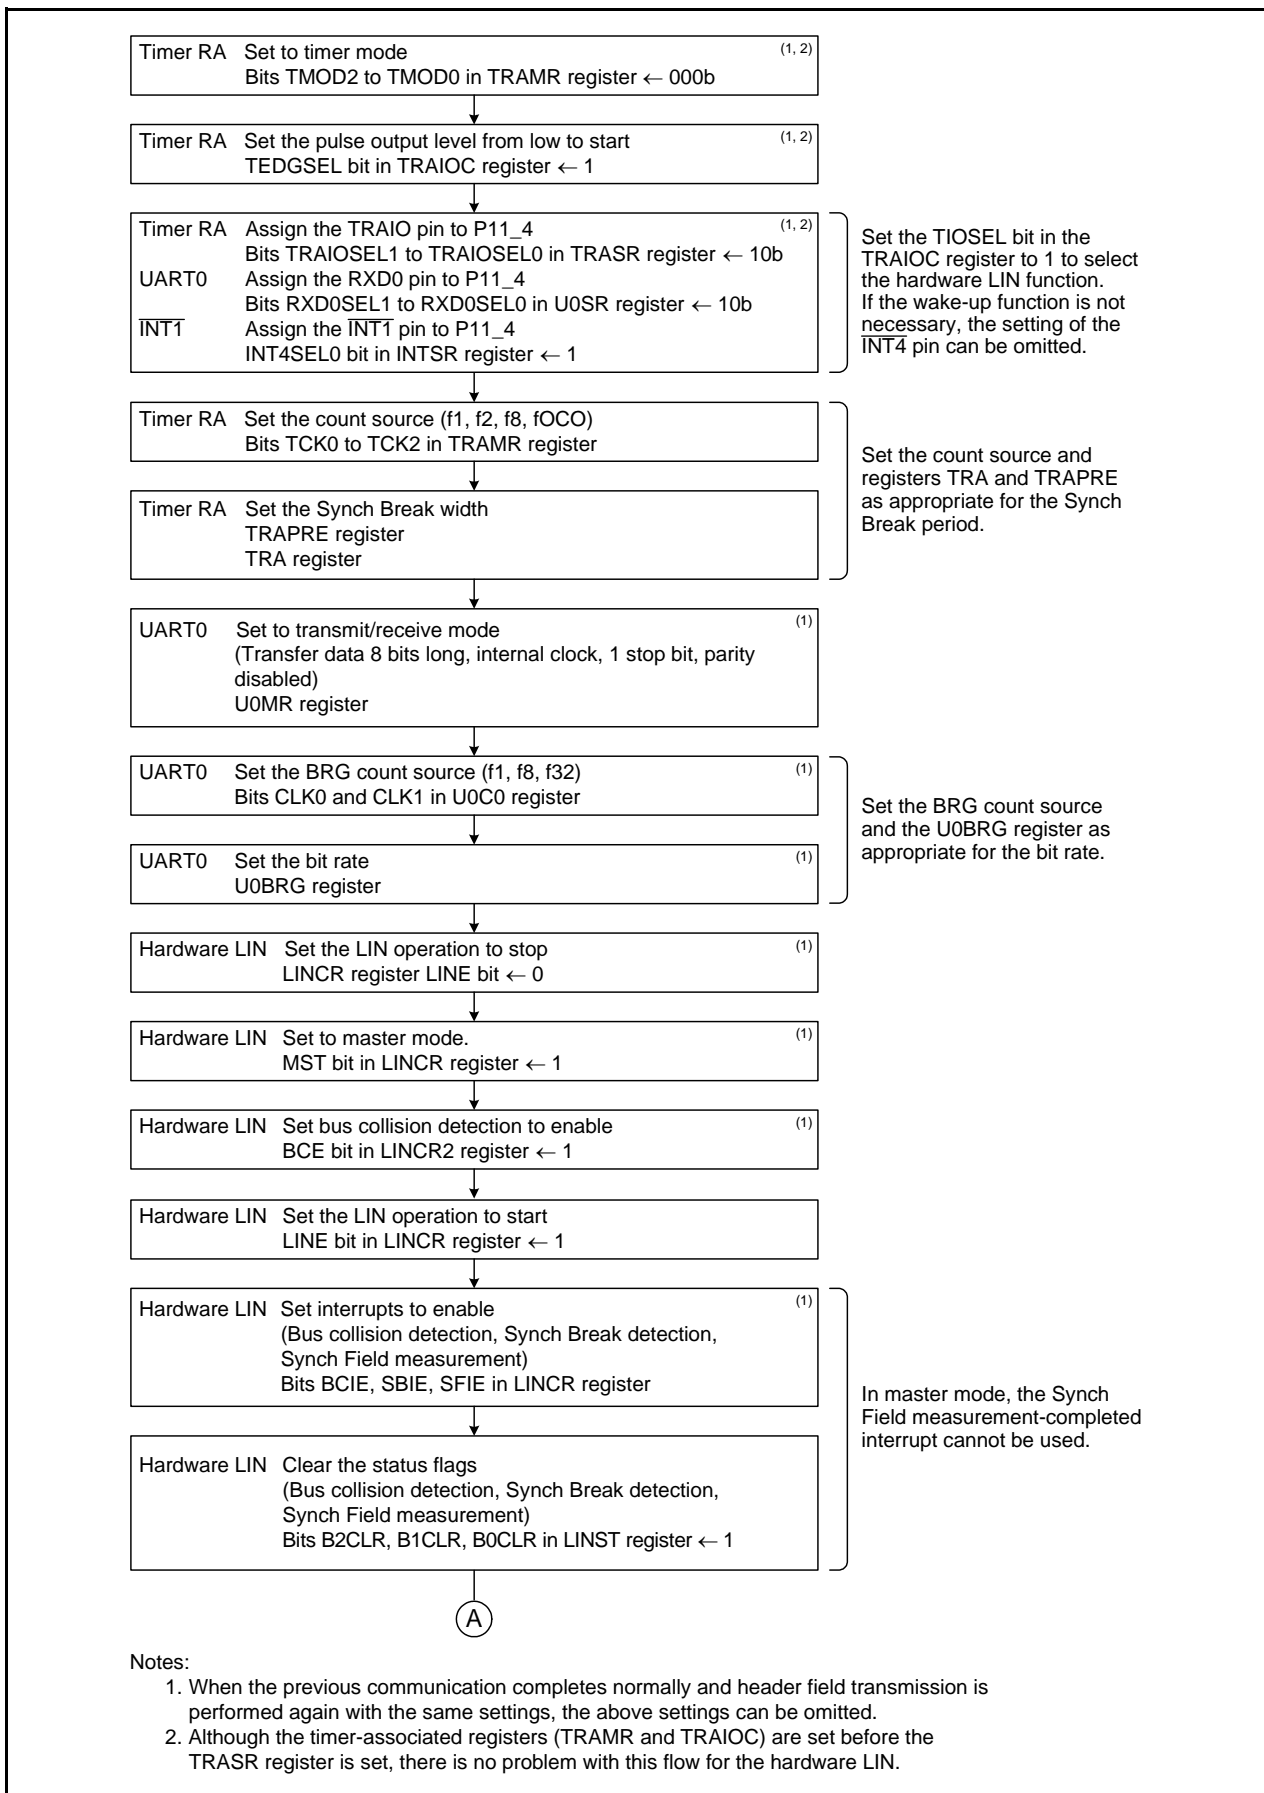 Timer RA Set to timer mode (1, 2)
Bits TMOD2 to TMOD0 in TRAMR register ← 000b
Timer RA Set the pulse output level from low to start (1, 2)
TEDGSEL bit in TRAIOC register ← 1
Timer RA Assign the TRAIO pin to P11_4 (1, 2)
Bits TRAIOSEL1 to TRAIOSEL0 in TRASR register ← 10b
UART0 Assign the RXD0 pin to P11_4
Bits RXD0SEL1 to RXD0SEL0 in U0SR register ← 10b
INT1 Assign the INT1 pin to P11_4
INT4SEL0 bit in INTSR register ← 1
Set the TIOSEL bit in the
TRAIOC register to 1 to select
the hardware LIN function.
If the wake-up function is not
necessary, the setting of the
INT4 pin can be omitted.
Timer RA Set the count source (f1, f2, f8, fOCO)
Bits TCK0 to TCK2 in TRAMR register
Timer RA Set the Synch Break width
TRAPRE register
TRA register
Set the count source and
registers TRA and TRAPRE
as appropriate for the Synch
Break period.
UART0 Set to transmit/receive mode (1)
(Transfer data 8 bits long, internal clock, 1 stop bit, parity
disabled)
U0MR register
UART0 Set the BRG count source (f1, f8, f32) (1)
Bits CLK0 and CLK1 in U0C0 register
UART0 Set the bit rate (1)
U0BRG register
Set the BRG count source
and the U0BRG register as
appropriate for the bit rate.
Hardware LIN Set the LIN operation to stop (1)
LINCR register LINE bit ← 0
Hardware LIN Set to master mode. (1)
MST bit in LINCR register ← 1
Hardware LIN Set bus collision detection to enable (1)
BCE bit in LINCR2 register ← 1
Hardware LIN Set the LIN operation to start
LINE bit in LINCR register ← 1
Hardware LIN Set interrupts to enable (1)
(Bus collision detection, Synch Break detection,
Synch Field measurement)
Bits BCIE, SBIE, SFIE in LINCR register
Hardware LIN Clear the status flags
(Bus collision detection, Synch Break detection,
Synch Field measurement)
Bits B2CLR, B1CLR, B0CLR in LINST register ← 1
In master mode, the Synch
Field measurement-completed
interrupt cannot be used.
A
Notes:
1. When the previous communication completes normally and header field transmission is
performed again with the same settings, the above settings can be omitted.
2. Although the timer-associated registers (TRAMR and TRAIOC) are set before the
TRASR register is set, there is no problem with this flow for the hardware LIN.